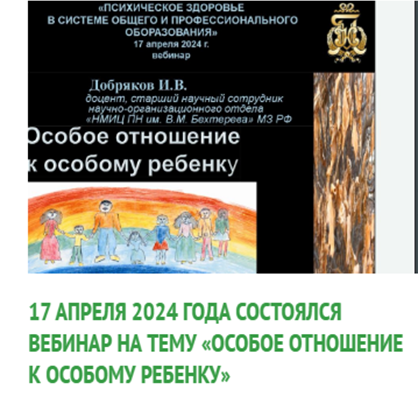 «ПСИХИЧЕСКОЕ ЗДОРОВЬЕ
В СИСТЕМЕ ОБЩЕГО И ПРОФЕССИОНАЛЬНОГО
ОБРАЗОВАНИЯ»
17 апреля 2024 г.
вебинар
Добряков И.В.
доцент, старший научный сотрудник
научно-организационного отдела
«НМИЦ ПН им. В.М. Бехтерева» МЗ РФ
Особое отношение
к особому ребенку
17 АПРЕЛЯ 2024 ГОДА СОСТОЯЛСЯ
ВЕБИНАР НА ТЕМУ «ОСОБОЕ ОТНОШЕНИЕ
К ОСОБОМУ РЕБЕНКУ»